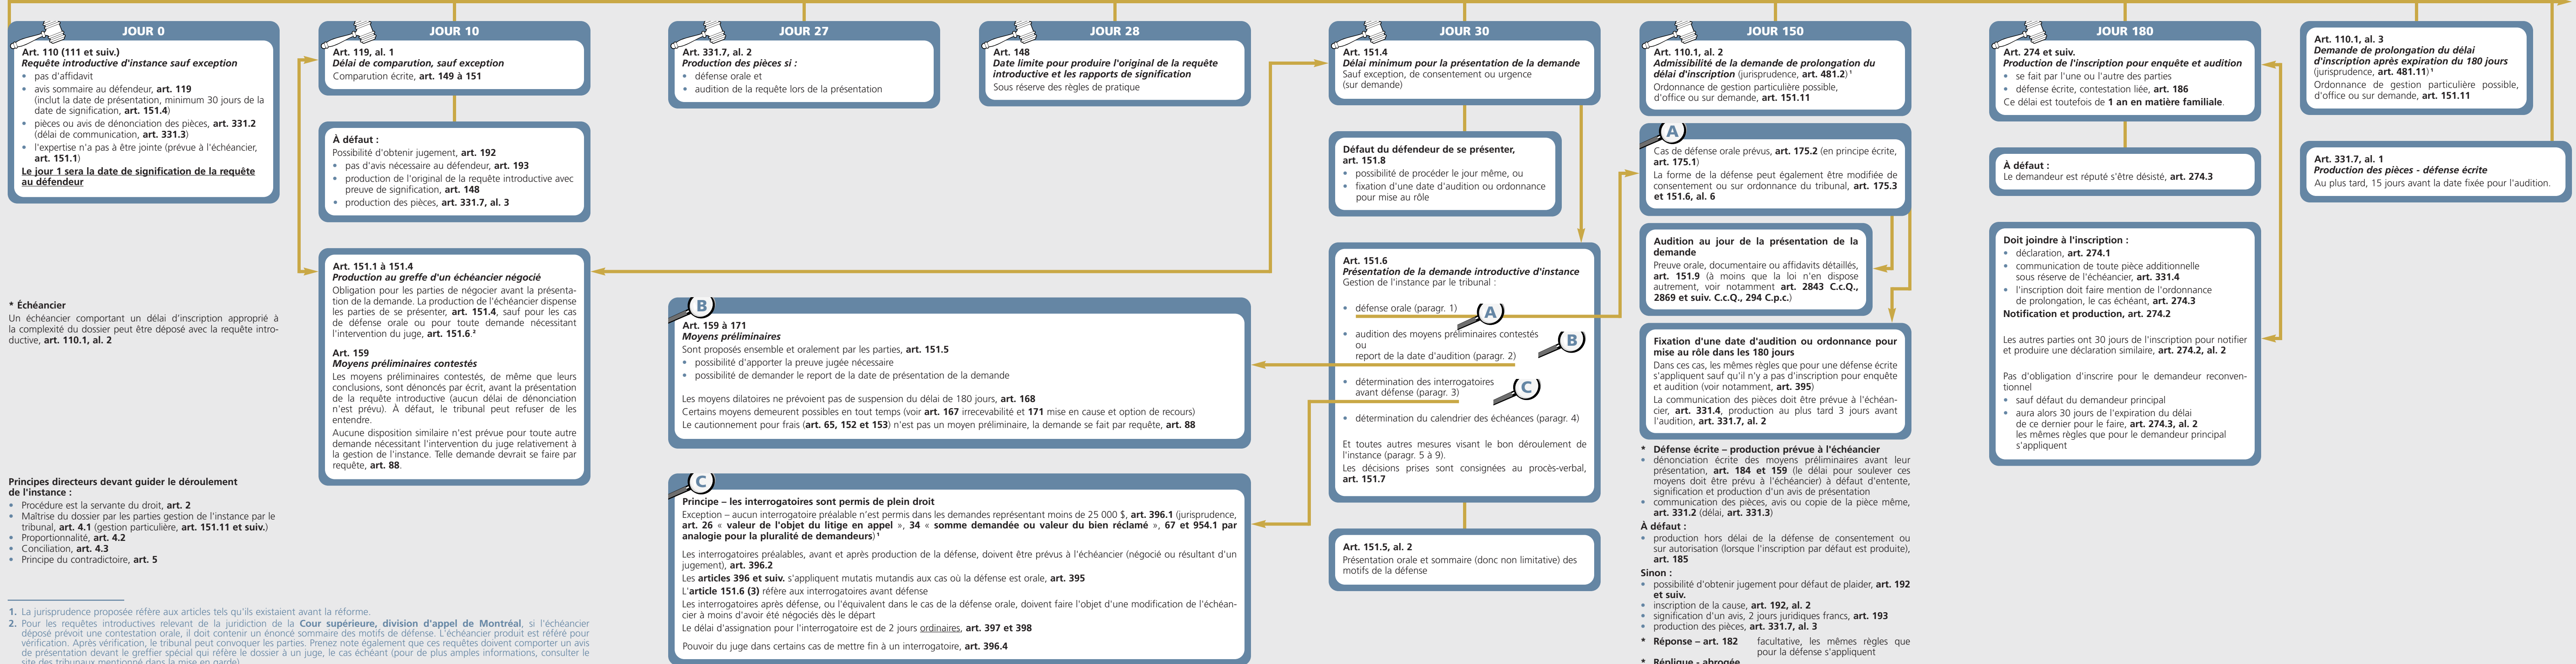 JOUR 0
Art. 110 (111 et suiv.)
Requête introductive d'instance sauf exception
• pas d'affidavit
• avis sommaire au défendeur, art. 119
(inclut la date de présentation, minimum 30 jours de la
date de signification, art. 151.4)
• pièces ou avis de dénonciation des pièces, art. 331.2
(délai de communication, art. 331.3)
• l'expertise n'a pas à être jointe (prévue à l'échéancier,
art. 151.1)
Le jour 1 sera la date de signification de la requête
au défendeur
* Échéancier
Un échéancier comportant un délai d'inscription approprié à
la complexité du dossier peut être déposé avec la requête intro-
ductive, art. 110.1, al. 2
Principes directeurs devant guider le déroulement
de l'instance :
• Procédure est la servante du droit, art. 2
• Maîtrise du dossier par les parties gestion de l'instance par le
tribunal, art. 4.1 (gestion particulière, art. 151.11 et suiv.)
• Proportionnalité, art. 4.2
• Conciliation, art. 4.3
• Principe du contradictoire, art. 5
JOUR 10
Art. 119, al. 1
Délai de comparution, sauf exception
Comparution écrite, art. 149 à 151
À défaut :
Possibilité d'obtenir jugement, art. 192
• pas d'avis nécessaire au défendeur, art. 193
• production de l'original de la requête introductive avec
preuve de signification, art. 148
• production des pièces, art. 331.7, al. 3
Art. 151.1 à 151.4
Production au greffe d'un échéancier négocié
Obligation pour les parties de négocier avant la présenta-
tion de la demande. La production de l'échéancier dispense
les parties de se présenter, art. 151.4, sauf pour les cas
de défense orale ou pour toute demande nécessitant
l'intervention du juge, art. 151.6.²
Art. 159
Moyens préliminaires contestés
Les moyens préliminaires contestés, de même que leurs
conclusions, sont dénoncés par écrit, avant la présentation
de la requête introductive (aucun délai de dénonciation
n'est prévu). À défaut, le tribunal peut refuser de les
entendre.
Aucune disposition similaire n'est prévue pour toute autre
demande nécessitant l'intervention du juge relativement à
la gestion de l'instance. Telle demande devrait se faire par
requête, art. 88.
1. La jurisprudence proposée réfère aux articles tels qu'ils existaient avant la réforme.
2. Pour les requêtes introductives relevant de la juridiction de la Cour supérieure, division d'appel de Montréal, si l'échéancier
déposé prévoit une contestation orale, il doit contenir un énoncé sommaire des motifs de défense. L'échéancier produit est référé pour
vérification. Après vérification, le tribunal peut convoquer les parties. Prenez note également que ces requêtes doivent comporter un avis
de présentation devant le greffier spécial qui réfère le dossier à un juge, le cas échéant (pour de plus amples informations, consulter le
site des tribunaux mentionné dans la mise en garde)
JOUR 27
Art. 331.7, al. 2
Production des pièces si :
• défense orale et
• audition de la requête lors de la présentation
JOUR 28
Art. 148
Date limite pour produire l'original de la requête
introductive et les rapports de signification
Sous réserve des règles de pratique
B
Art. 159 à 171
Moyens préliminaires
Sont proposés ensemble et oralement par les parties, art. 151.5
• possibilité d'apporter la preuve jugée nécessaire
• possibilité de demander le report de la date de présentation de la demande
Les moyens dilatoires ne prévoient pas de suspension du délai de 180 jours, art. 168
Certains moyens demeurent possibles en tout temps (voir art. 167 irrecevabilité et 171 mise en cause et option de recours)
Le cautionnement pour frais (art. 65, 152 et 153) n'est pas un moyen préliminaire, la demande se fait par requête, art. 88
C
Principe – les interrogatoires sont permis de plein droit
Exception – aucun interrogatoire préalable n'est permis dans les demandes représentant moins de 25 000 $, art. 396.1 (jurisprudence,
art. 26 « valeur de l'objet du litige en appel », 34 « somme demandée ou valeur du bien réclamé », 67 et 954.1 par
analogie pour la pluralité de demandeurs)¹
Les interrogatoires préalables, avant et après production de la défense, doivent être prévus à l'échéancier (négocié ou résultant d'un
jugement), art. 396.2
Les articles 396 et suiv. s'appliquent mutatis mutandis aux cas où la défense est orale, art. 395
L'article 151.6 (3) réfère aux interrogatoires avant défense
Les interrogatoires après défense, ou l'équivalent dans le cas de la défense orale, doivent faire l'objet d'une modification de l'échéan-
cier à moins d'avoir été négociés dès le départ
Le délai d'assignation pour l'interrogatoire est de 2 jours ordinaires, art. 397 et 398
Pouvoir du juge dans certains cas de mettre fin à un interrogatoire, art. 396.4
JOUR 30
Art. 151.4
Délai minimum pour la présentation de la demande
Sauf exception, de consentement ou urgence
(sur demande)
Défaut du défendeur de se présenter,
art. 151.8
• possibilité de procéder le jour même, ou
• fixation d'une date d'audition ou ordonnance
pour mise au rôle
Art. 151.6
Présentation de la demande introductive d'instance
Gestion de l'instance par le tribunal :
• défense orale (paragr. 1)
A
• audition des moyens préliminaires contestés
ou
report de la date d'audition (paragr. 2)
B
• détermination des interrogatoires
avant défense (paragr. 3)
C
• détermination du calendrier des échéances (paragr. 4)
Et toutes autres mesures visant le bon déroulement de
l'instance (paragr. 5 à 9).
Les décisions prises sont consignées au procès-verbal,
art. 151.7
Art. 151.5, al. 2
Présentation orale et sommaire (donc non limitative) des
motifs de la défense
JOUR 150
Art. 110.1, al. 2
Admissibilité de la demande de prolongation du
délai d'inscription (jurisprudence, art. 481.2)¹
Ordonnance de gestion particulière possible,
d'office ou sur demande, art. 151.11
A
Cas de défense orale prévus, art. 175.2 (en principe écrite,
art. 175.1)
La forme de la défense peut également être modifiée de
consentement ou sur ordonnance du tribunal, art. 175.3
et 151.6, al. 6
Audition au jour de la présentation de la
demande
Preuve orale, documentaire ou affidavits détaillés,
art. 151.9 (à moins que la loi n'en dispose
autrement, voir notament art. 2843 C.c.Q.,
2869 et suiv. C.c.Q., 294 C.p.c.)
Fixation d'une date d'audition ou ordonnance pour
mise au rôle dans les 180 jours
Dans ces cas, les mêmes règles que pour une défense écrite
s'appliquent sauf qu'il n'y a pas d'inscription pour enquête
et audition (voir notamment, art. 395)
La communication des pièces doit être prévue à l'échéan-
cier, art. 331.4, production au plus tard 3 jours avant
l'audition, art. 331.7, al. 2
* Défense écrite – production prévue à l'échéancier
• dénonciation écrite des moyens préliminaires avant leur
présentation, art. 184 et 159 (le délai pour soulever ces
moyens doit être prévu à l'échéancier) à défaut d'entente,
signification et production d'un avis de présentation
• communication des pièces, avis ou copie de la pièce même,
art. 331.2 (délai, art. 331.3)
À défaut :
• production hors délai de la défense de consentement ou
sur autorisation (lorsque l'inscription par défaut est produite),
art. 185
Sinon :
• possibilité d'obtenir jugement pour défaut de plaider, art. 192
et suiv.
• inscription de la cause, art. 192, al. 2
• signification d'un avis, 2 jours juridiques francs, art. 193
• production des pièces, art. 331.7, al. 3
* Réponse – art. 182 facultative, les mêmes règles que
pour la défense s'appliquent
* Réplique - abrogée
JOUR 180
Art. 274 et suiv.
Production de l'inscription pour enquête et audition
• se fait par l'une ou l'autre des parties
• défense écrite, contestation liée, art. 186
Ce délai est toutefois de 1 an en matière familiale.
À défaut :
Le demandeur est réputé s'être désisté, art. 274.3
Doit joindre à l'inscription :
• déclaration, art. 274.1
• communication de toute pièce additionnelle
sous réserve de l'échéancier, art. 331.4
• l'inscription doit faire mention de l'ordonnance
de prolongation, le cas échéant, art. 274.3
Notification et production, art. 274.2
Les autres parties ont 30 jours de l'inscription pour notifier
et produire une déclaration similaire, art. 274.2, al. 2
Pas d'obligation d'inscrire pour le demandeur reconven-
tionnel
• sauf défaut du demandeur principal
• aura alors 30 jours de l'expiration du délai
de ce dernier pour le faire, art. 274.3, al. 2
les mêmes règles que pour le demandeur principal
s'appliquent
Art. 110.1, al. 3
Demande de prolongation du délai
d'inscription après expiration du 180 jours
(jurisprudence, art. 481.11)¹
Ordonnance de gestion particulière possible,
d'office ou sur demande, art. 151.11
Art. 331.7, al. 1
Production des pièces - défense écrite
Au plus tard, 15 jours avant la date fixée pour l'audition.